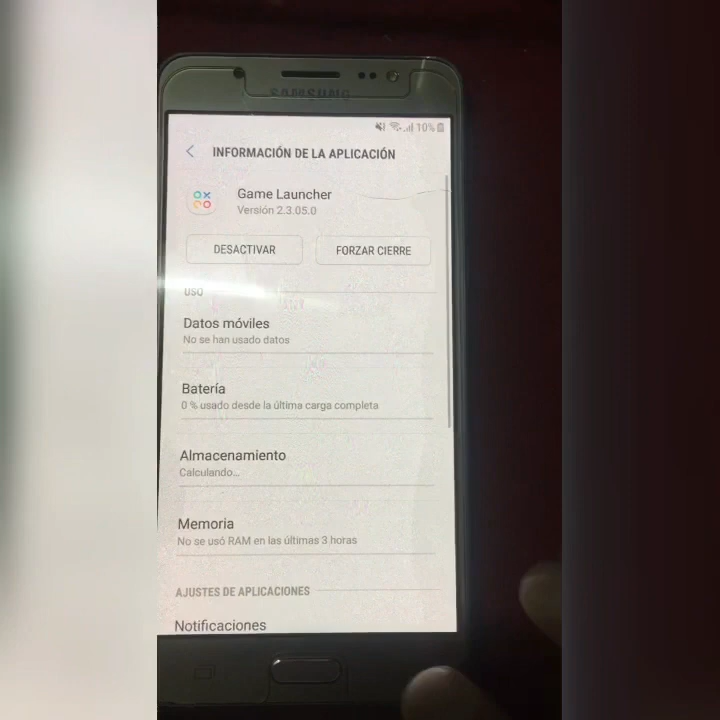 SAMSUNG
10%
INFORMACIÓN DE LA APLICACIÓN
Game Launcher
Versión 2.3.05.0
DESACTIVAR
FORZAR CIERRE
USO
Datos móviles
No se han usado datos
Batería
0 % usado desde la última carga completa
Almacenamiento
Calculando...
Memoria
No se usó RAM en las últimas 3 horas
AJUSTES DE APLICACIONES
Notificaciones